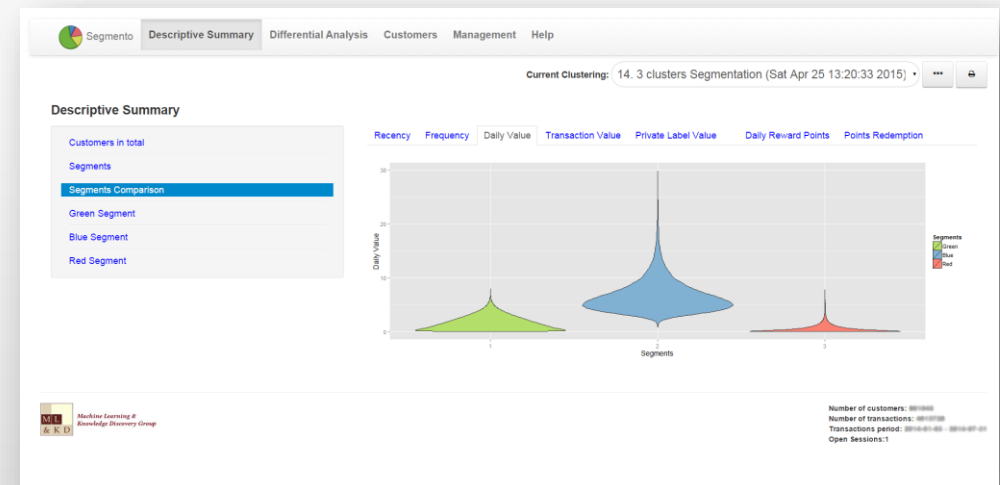 Segmento Descriptive Summary Differential Analysis Customers Management Help
Current Clustering: 14. 3 clusters Segmentation (Sat Apr 25 13:20:33 2015)
Descriptive Summary
Customers in total
Segments
Segments Comparison
Green Segment
Blue Segment
Red Segment
Recency Frequency Daily Value Transaction Value Private Label Value Daily Reward Points Points Redemption
30
20
10
0
Daily Value
1 2 3
Segments
Segments
Green
Blue
Red
M L
& K D
Machine Learning &
Knowledge Discovery Group
Number of customers:
Number of transactions:
Transactions period:
Open Sessions:1